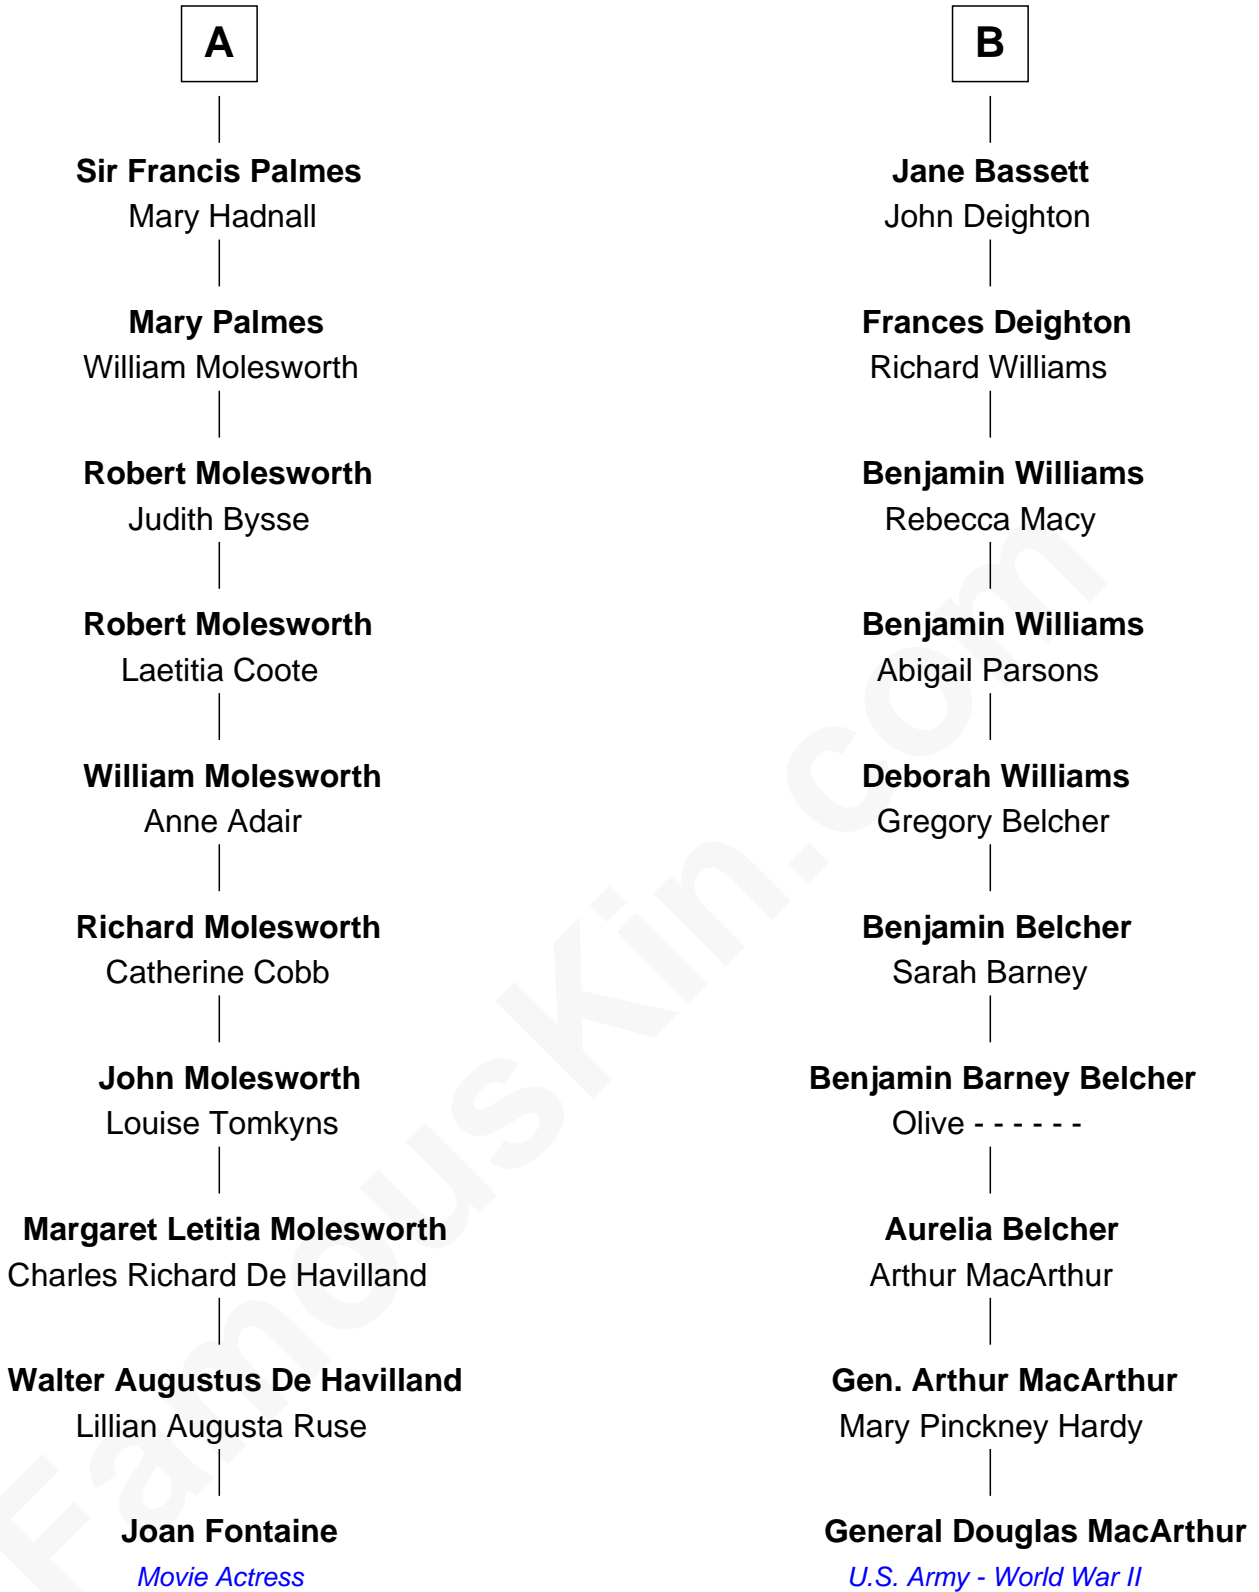 A
Sir Francis Palmes
Mary Hadnall
Mary Palmes
William Molesworth
Robert Molesworth
Judith Bysse
Robert Molesworth
Laetitia Coote
William Molesworth
Anne Adair
Richard Molesworth
Catherine Cobb
John Molesworth
Louise Tomkyns
Margaret Letitia Molesworth
Charles Richard De Havilland
Walter Augustus De Havilland
Lillian Augusta Ruse
Joan Fontaine
Movie Actress
B
Jane Bassett
John Deighton
Frances Deighton
Richard Williams
Benjamin Williams
Rebecca Macy
Benjamin Williams
Abigail Parsons
Deborah Williams
Gregory Belcher
Benjamin Belcher
Sarah Barney
Benjamin Barney Belcher
Olive - - - - - -
Aurelia Belcher
Arthur MacArthur
Gen. Arthur MacArthur
Mary Pinckney Hardy
General Douglas MacArthur
U.S. Army - World War II
FamousKin.com